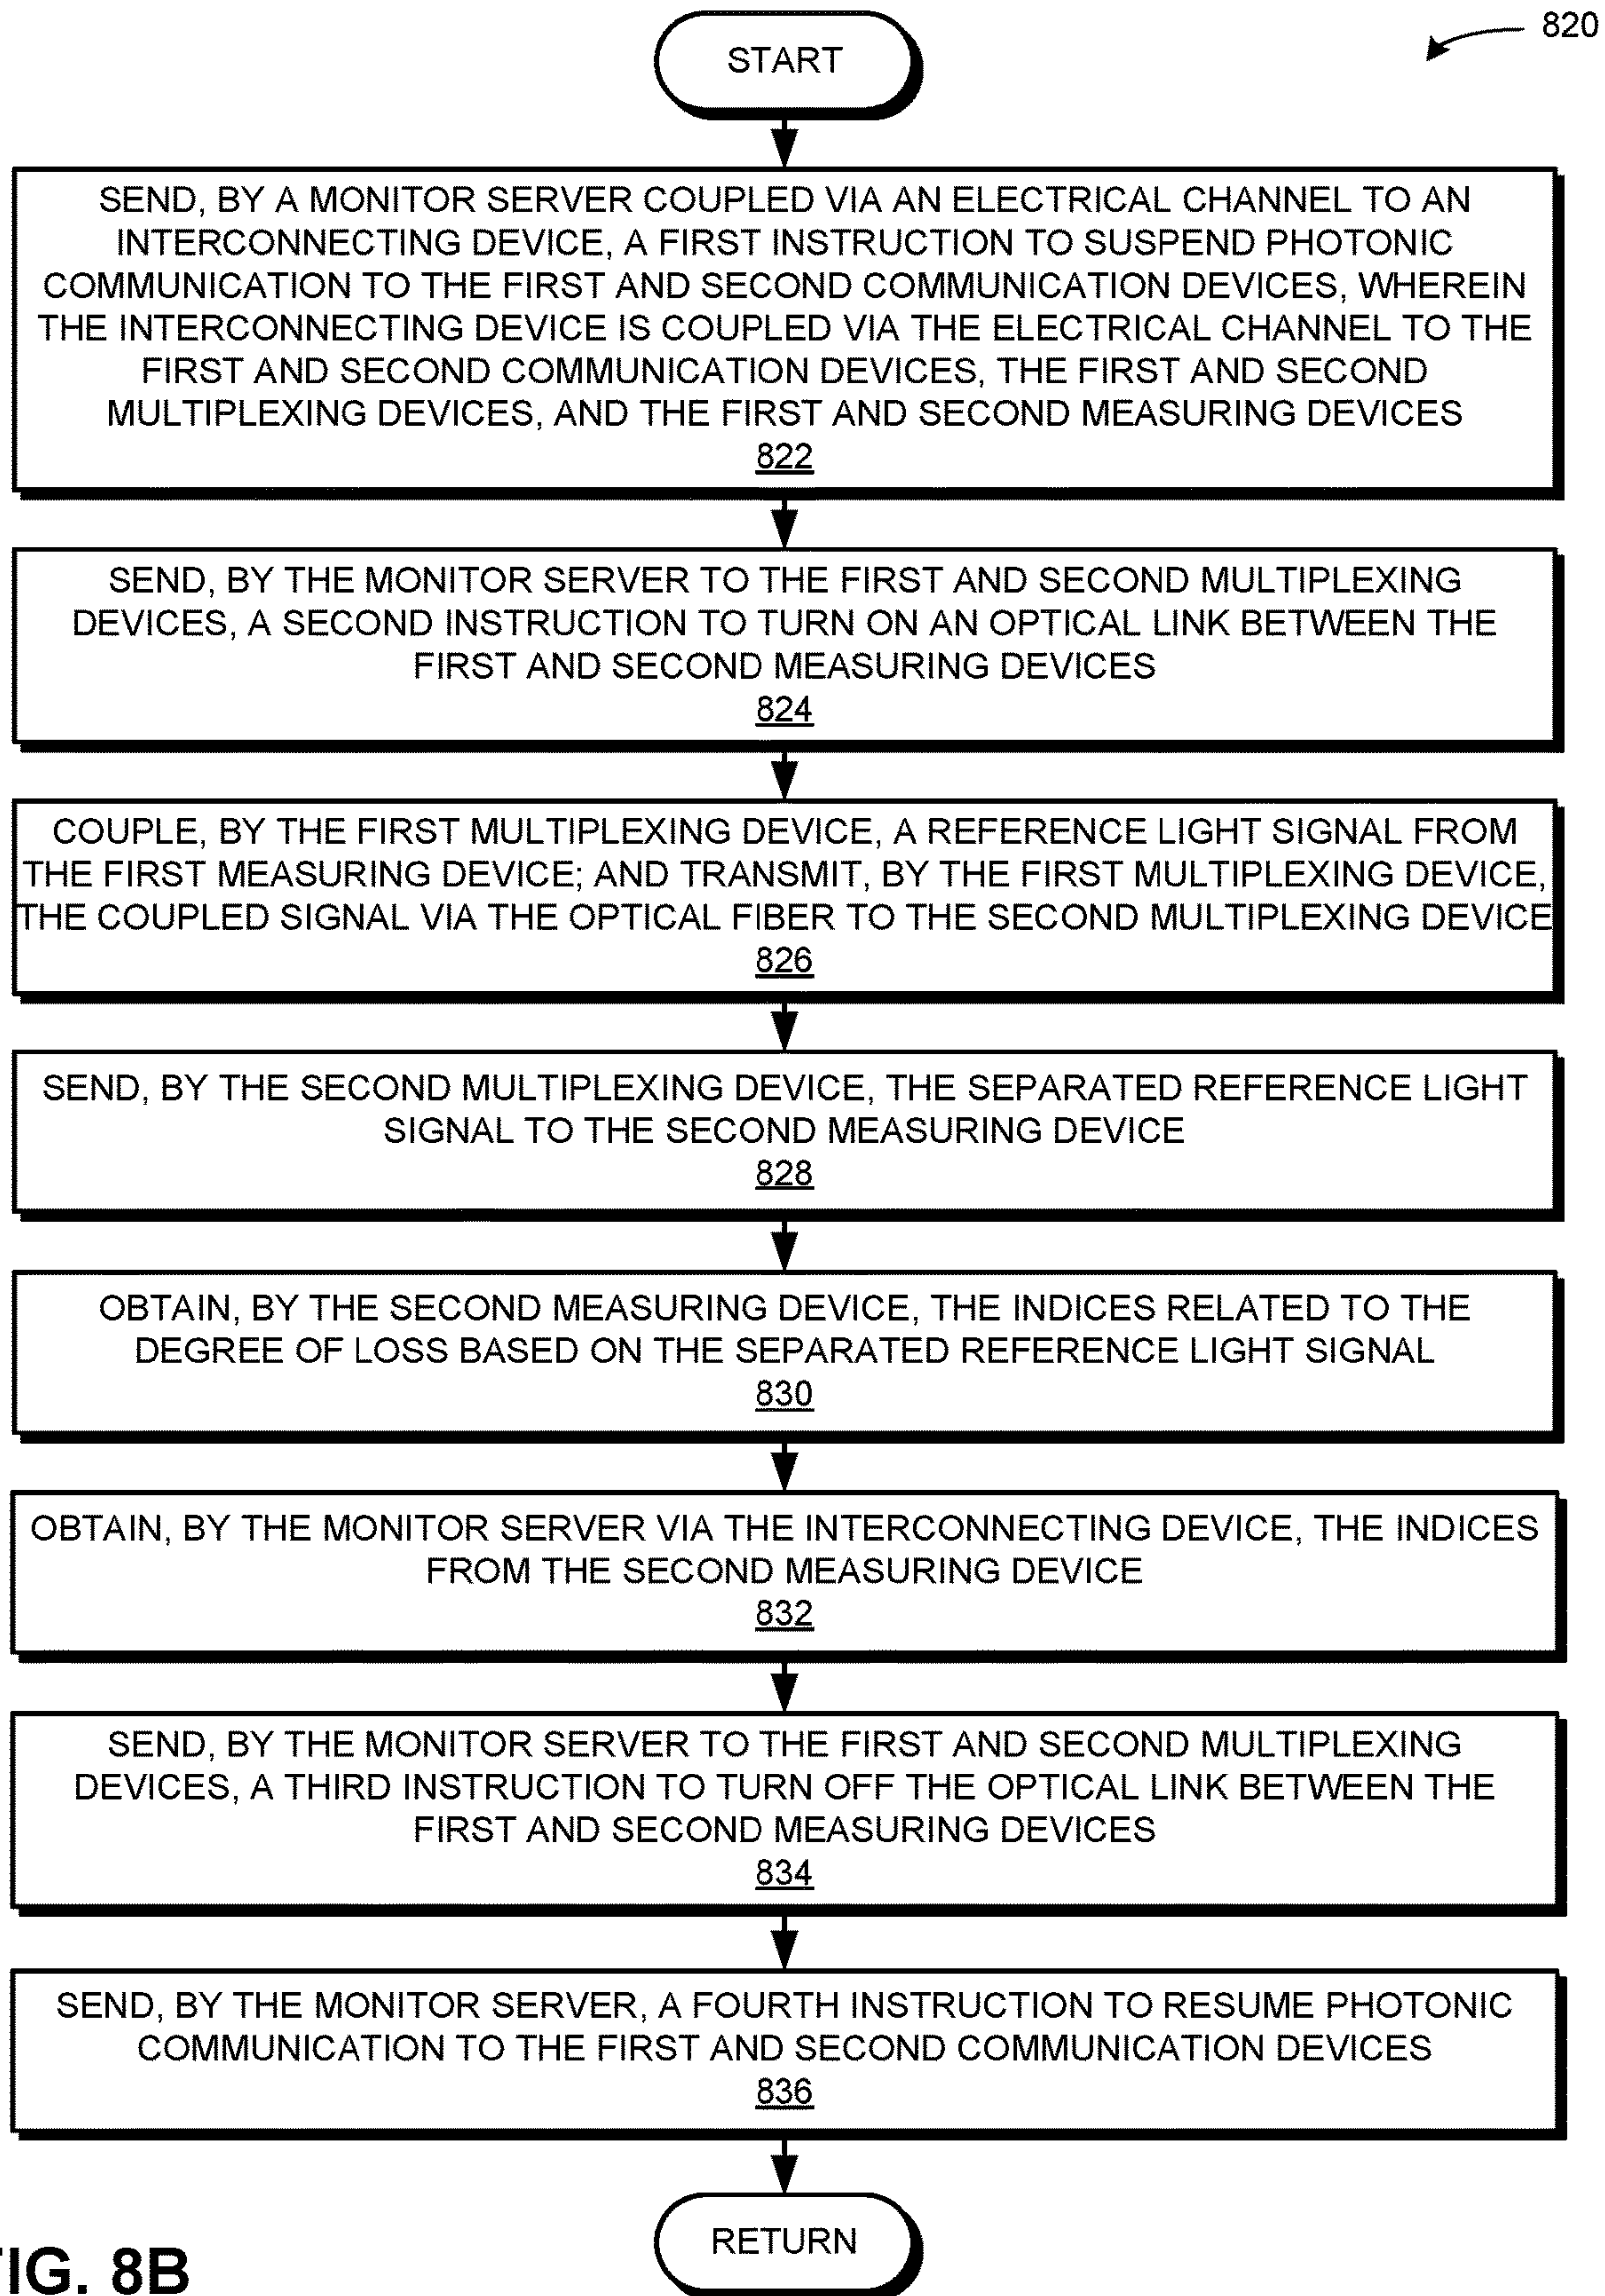 820
START
SEND, BY A MONITOR SERVER COUPLED VIA AN ELECTRICAL CHANNEL TO AN
INTERCONNECTING DEVICE, A FIRST INSTRUCTION TO SUSPEND PHOTONIC
COMMUNICATION TO THE FIRST AND SECOND COMMUNICATION DEVICES, WHEREIN
THE INTERCONNECTING DEVICE IS COUPLED VIA THE ELECTRICAL CHANNEL TO THE
FIRST AND SECOND COMMUNICATION DEVICES, THE FIRST AND SECOND
MULTIPLEXING DEVICES, AND THE FIRST AND SECOND MEASURING DEVICES
822
SEND, BY THE MONITOR SERVER TO THE FIRST AND SECOND MULTIPLEXING
DEVICES, A SECOND INSTRUCTION TO TURN ON AN OPTICAL LINK BETWEEN THE
FIRST AND SECOND MEASURING DEVICES
824
COUPLE, BY THE FIRST MULTIPLEXING DEVICE, A REFERENCE LIGHT SIGNAL FROM
THE FIRST MEASURING DEVICE; AND TRANSMIT, BY THE FIRST MULTIPLEXING DEVICE,
THE COUPLED SIGNAL VIA THE OPTICAL FIBER TO THE SECOND MULTIPLEXING DEVICE
826
SEND, BY THE SECOND MULTIPLEXING DEVICE, THE SEPARATED REFERENCE LIGHT
SIGNAL TO THE SECOND MEASURING DEVICE
828
OBTAIN, BY THE SECOND MEASURING DEVICE, THE INDICES RELATED TO THE
DEGREE OF LOSS BASED ON THE SEPARATED REFERENCE LIGHT SIGNAL
830
OBTAIN, BY THE MONITOR SERVER VIA THE INTERCONNECTING DEVICE, THE INDICES
FROM THE SECOND MEASURING DEVICE
832
SEND, BY THE MONITOR SERVER TO THE FIRST AND SECOND MULTIPLEXING
DEVICES, A THIRD INSTRUCTION TO TURN OFF THE OPTICAL LINK BETWEEN THE
FIRST AND SECOND MEASURING DEVICES
834
SEND, BY THE MONITOR SERVER, A FOURTH INSTRUCTION TO RESUME PHOTONIC
COMMUNICATION TO THE FIRST AND SECOND COMMUNICATION DEVICES
836
RETURN
IG. 8B